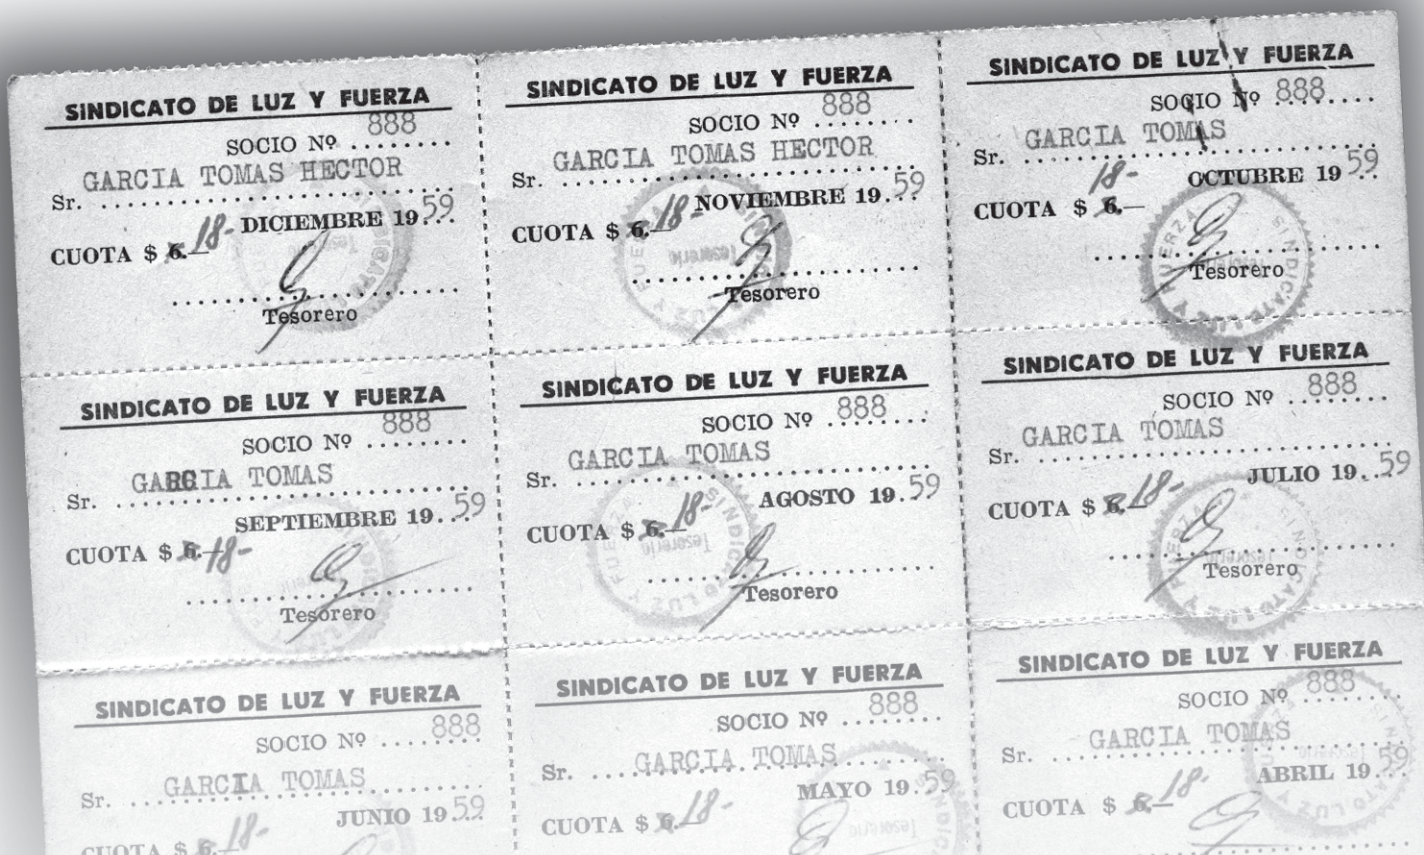 SINDICATO DE LUZ Y FUERZA
SOCIO Nº 888
Sr. GARCIA TOMAS HECTOR
DICIEMBRE 1959
CUOTA $ 6.— 18-
Tesorero
SINDICATO DE LUZ Y FUERZA
SOCIO Nº 888
Sr. GARCIA TOMAS HECTOR
NOVIEMBRE 1959
CUOTA $ 6.— 18-
Tesorero
SINDICATO DE LUZ Y FUERZA
SOCIO Nº 888
Sr. GARCIA TOMAS
18- OCTUBRE 1959
CUOTA $ 6.—
Tesorero
SINDICATO DE LUZ Y FUERZA
SOCIO Nº 888
Sr. GARCIA TOMAS
SEPTIEMBRE 1959
CUOTA $ 6.— 18-
Tesorero
SINDICATO DE LUZ Y FUERZA
SOCIO Nº 888
Sr. GARCIA TOMAS
AGOSTO 1959
CUOTA $ 6.— 18-
Tesorero
SINDICATO DE LUZ Y FUERZA
SOCIO Nº 888
Sr. GARCIA TOMAS
JULIO 1959
CUOTA $ 6.— 18-
Tesorero
SINDICATO DE LUZ Y FUERZA
SOCIO Nº 888
Sr. GARCIA TOMAS
JUNIO 1959
CUOTA $ 6.— 18-
SINDICATO DE LUZ Y FUERZA
SOCIO Nº 888
Sr. GARCIA TOMAS
MAYO 1959
CUOTA $ 6.— 18-
SINDICATO DE LUZ Y FUERZA
SOCIO Nº 888
Sr. GARCIA TOMAS
ABRIL 1959
CUOTA $ 6.— 18-